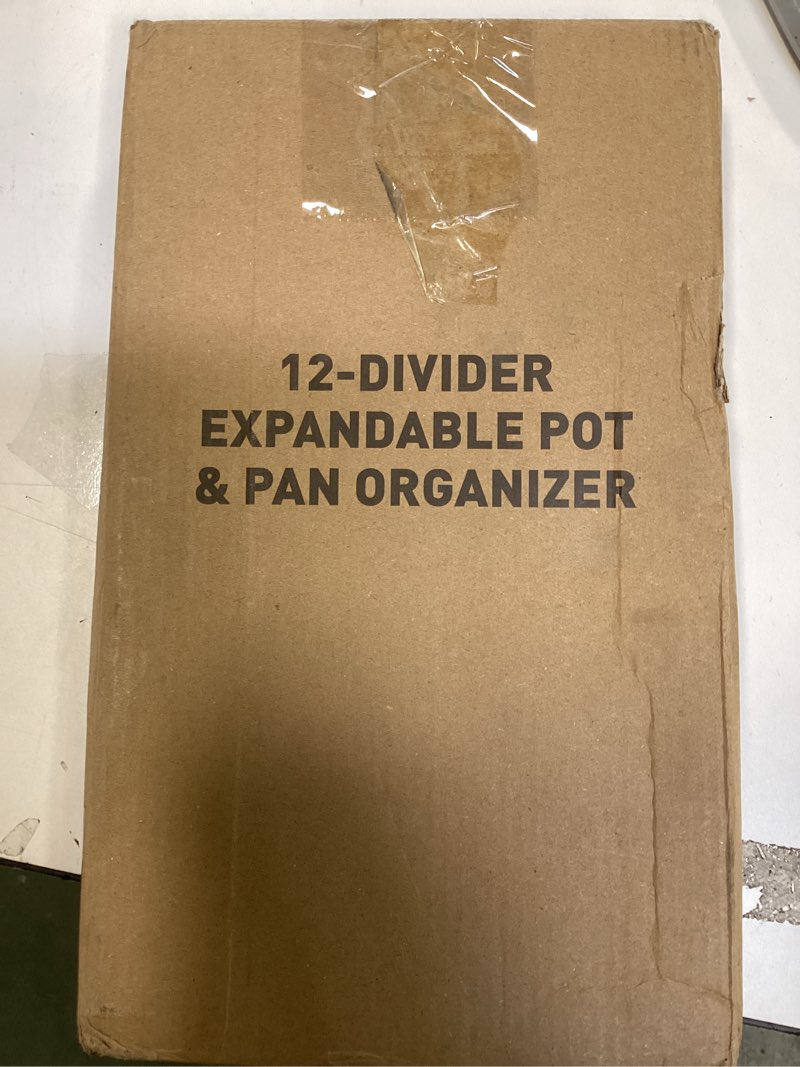 12-DIVIDER
EXPANDABLE POT
& PAN ORGANIZER